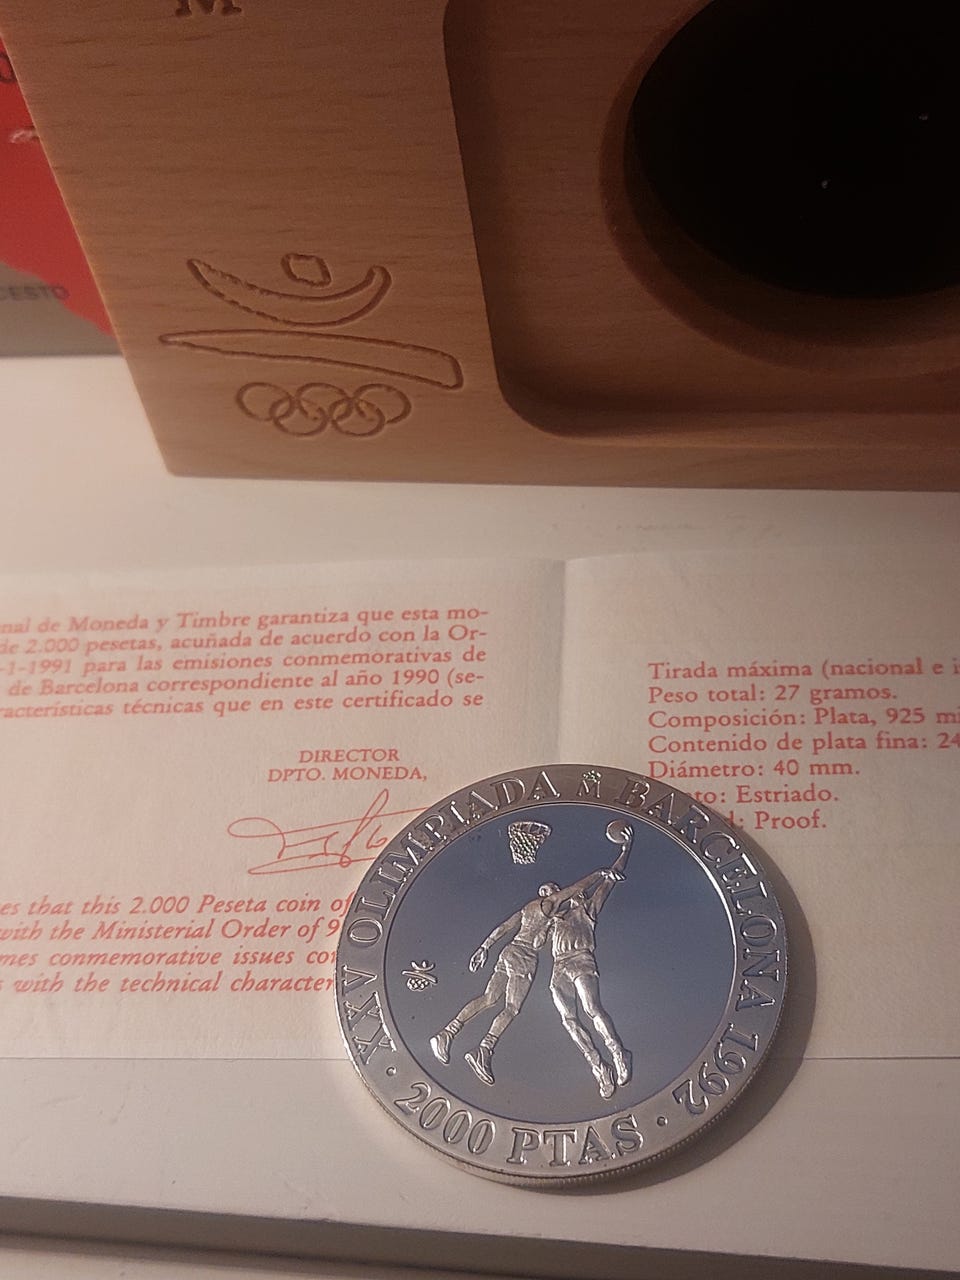 M
CESTO
nal de Moneda y Timbre garantiza que esta mo-
de 2.000 pesetas, acuñada de acuerdo con la Or-
-1-1991 para las emisiones conmemorativas de
de Barcelona correspondiente al año 1990 (se-
racterísticas técnicas que en este certificado se
DIRECTOR
DPTO. MONEDA,
es that this 2.000 Peseta coin of
with the Ministerial Order of 9
mes conmemorative issues co
s with the technical character
Tirada máxima (nacional e i
Peso total: 27 gramos.
Composición: Plata, 925 mi
Contenido de plata fina: 24
Diámetro: 40 mm.
to: Estriado.
d: Proof.
XXV OLIMPIADA M BARCELONA 1992
· 2000 PTAS ·